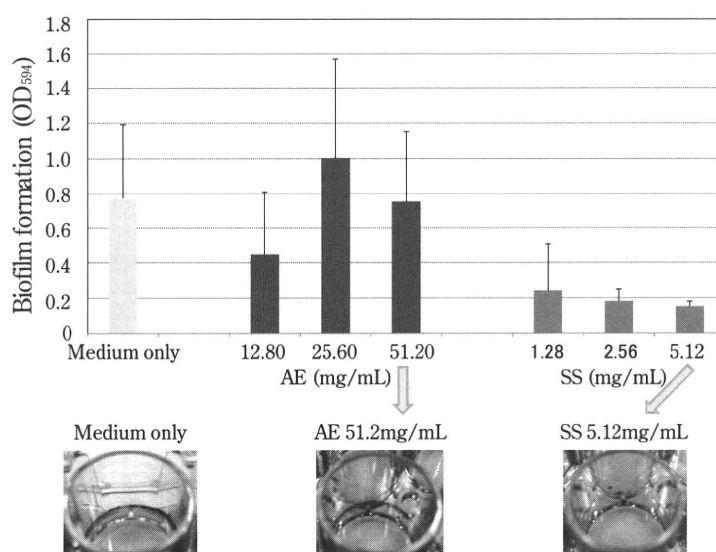 1.8
1.6
1.4
1.2
1.0
0.8
0.6
0.4
0.2
0
Biofilm formation (OD594)
Medium only 12.80 25.60 51.20 1.28 2.56 5.12
AE (mg/mL) SS (mg/mL)
Medium only AE 51.2mg/mL SS 5.12mg/mL